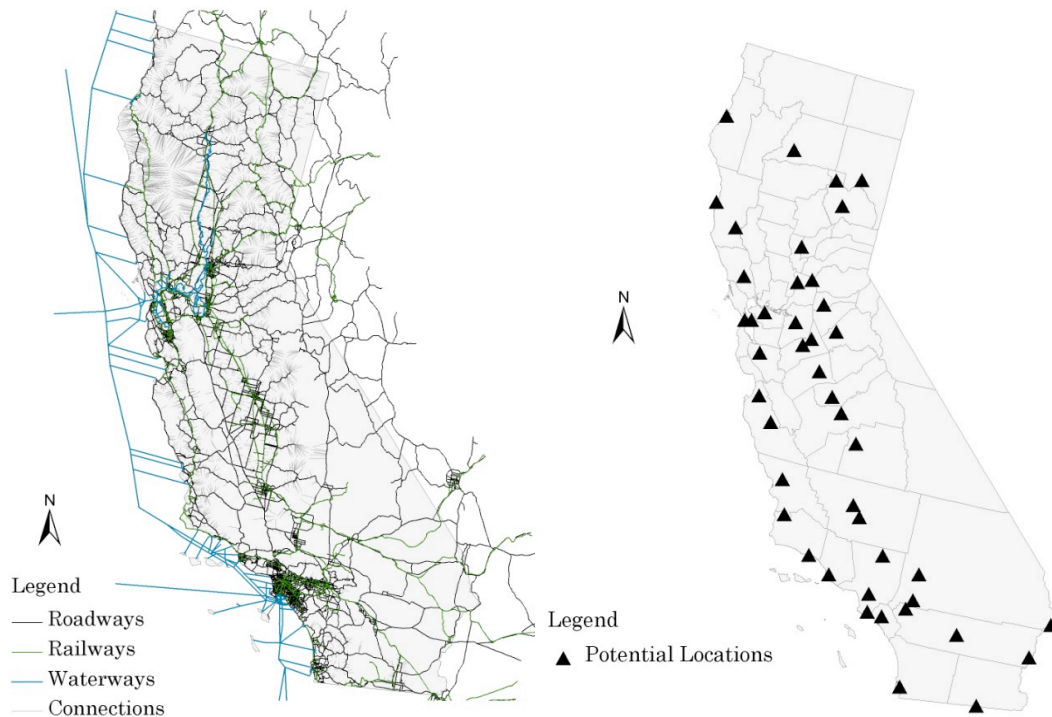 N
Legend
Roadways
Railways
Waterways
Connections
N
Legend
Potential Locations